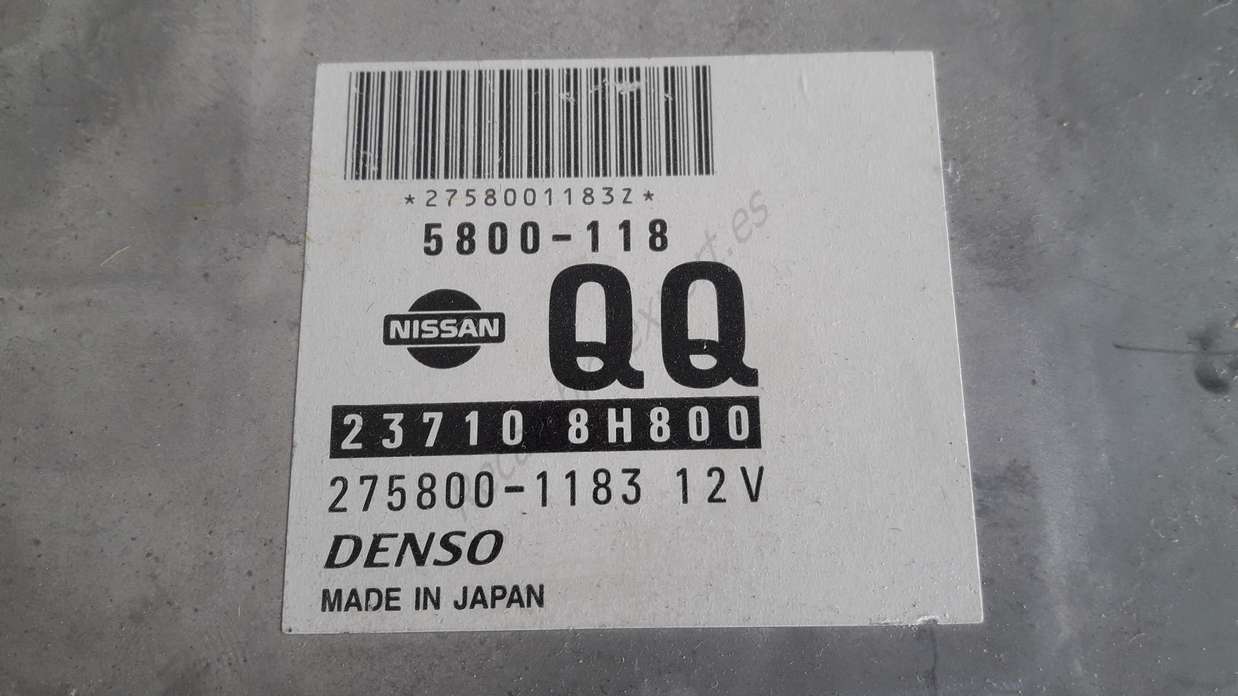 *2758001183Z*
5800-118
NISSAN
QQ
23710 8H800
275800-1183 12V
DENSO
MADE IN JAPAN